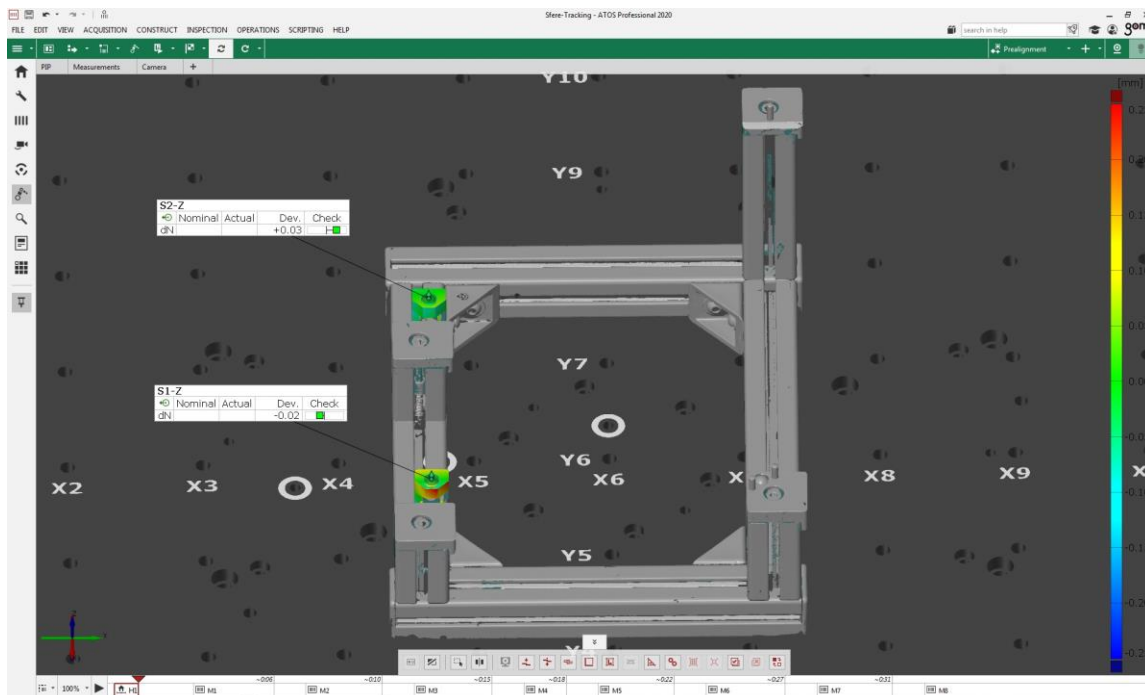 Sfere-Tracking - ATOS Professional 2020
FILE EDIT VIEW ACQUISITION CONSTRUCT INSPECTION OPERATIONS SCRIPTING HELP
search in help
gom
Prealignment
PIP Measurements Camera +
[mm]
Y10
Y9
S2-Z
Nominal Actual Dev. Check
dN +0.03
Y7
S1-Z
Nominal Actual Dev. Check
dN -0.02
Y6
X2 X3 X4 X5 X6 X X8 X9 X
Y5
0.00
100%
H1 M1 M2 M3 M4 M5 M6 M7 M8